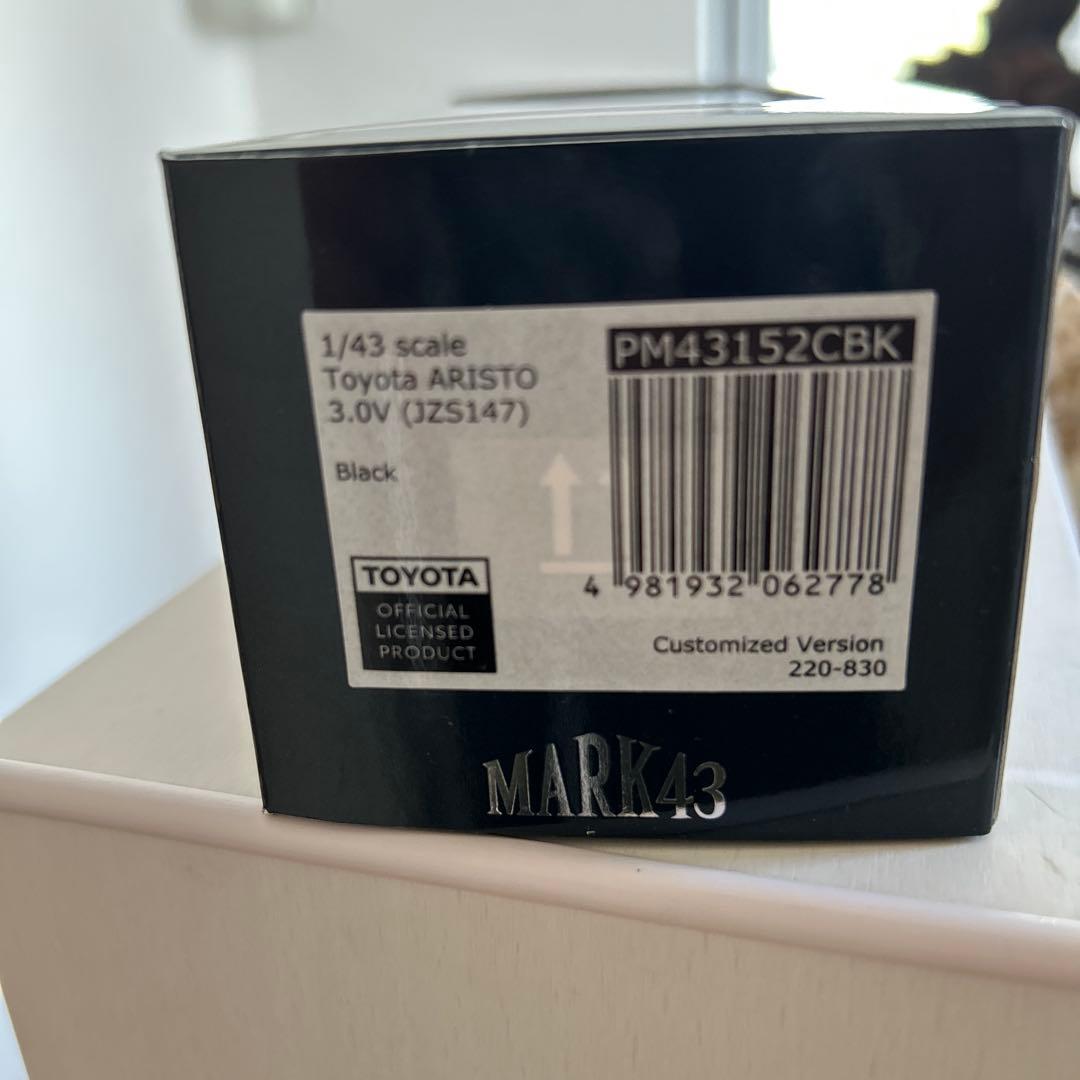 1/43 scale
Toyota ARISTO
3.0V (JZS147)
Black
PM43152CBK
4 981932 062778
TOYOTA
OFFICIAL
LICENSED
PRODUCT
Customized Version
220-830
MARK43